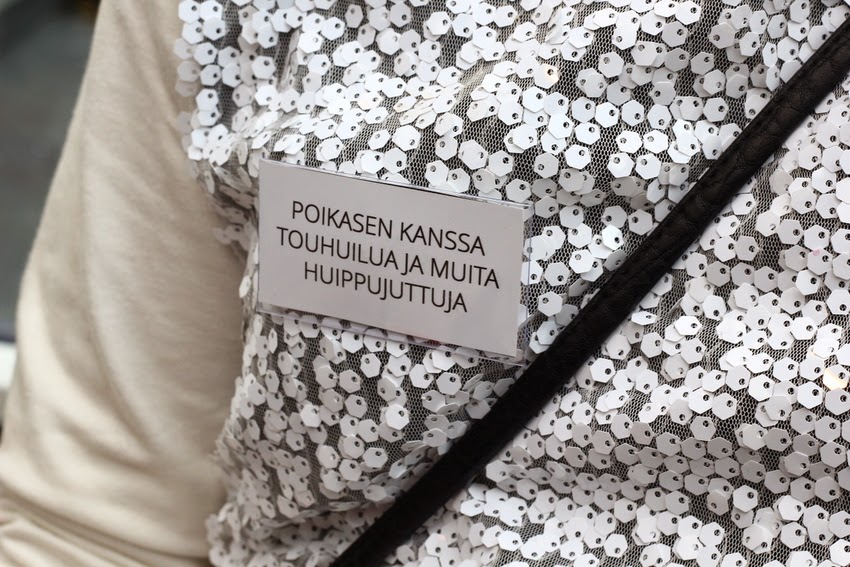 POIKASEN KANSSA
TOUHUILUA JA MUITA
HUIPPUJUTTUJA